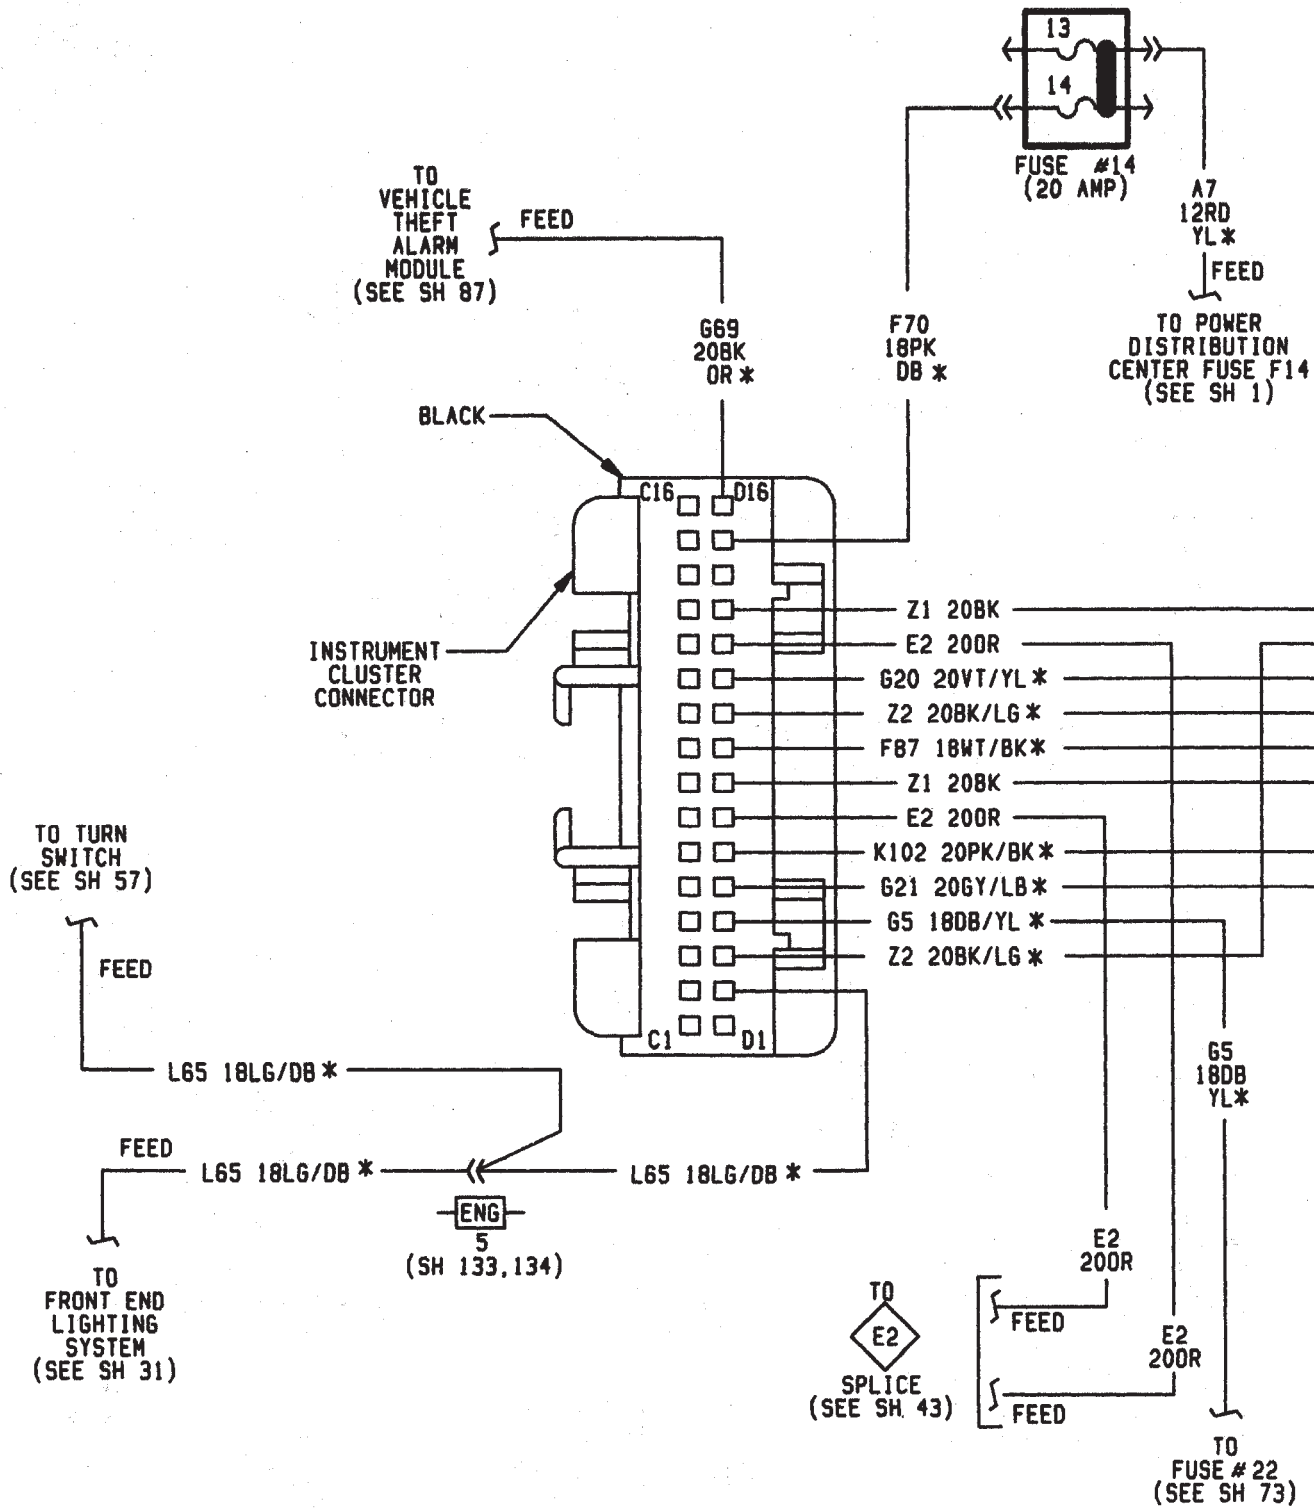 13
14
FUSE #14
(20 AMP)
A7
12RD
YL*
FEED
TO POWER
DISTRIBUTION
CENTER FUSE F14
(SEE SH 1)
TO
VEHICLE
THEFT
ALARM
MODULE
(SEE SH 87)
FEED
G69
20BK
OR*
F70
18PK
DB*
BLACK
C16
D16
INSTRUMENT
CLUSTER
CONNECTOR
Z1 20BK
E2 20OR
G20 20VT/YL*
Z2 20BK/LG*
F87 18WT/BK*
Z1 20BK
E2 20OR
K102 20PK/BK*
G21 20GY/LB*
G5 18DB/YL*
Z2 20BK/LG*
C1
D1
TO TURN
SWITCH
(SEE SH 57)
FEED
L65 18LG/DB*
FEED
L65 18LG/DB*
L65 18LG/DB*
ENG
5
(SH 133,134)
TO
FRONT END
LIGHTING
SYSTEM
(SEE SH 31)
G5
18DB
YL*
E2
20OR
E2
20OR
TO
E2
SPLICE
(SEE SH 43)
FEED
FEED
TO
FUSE #22
(SEE SH 73)